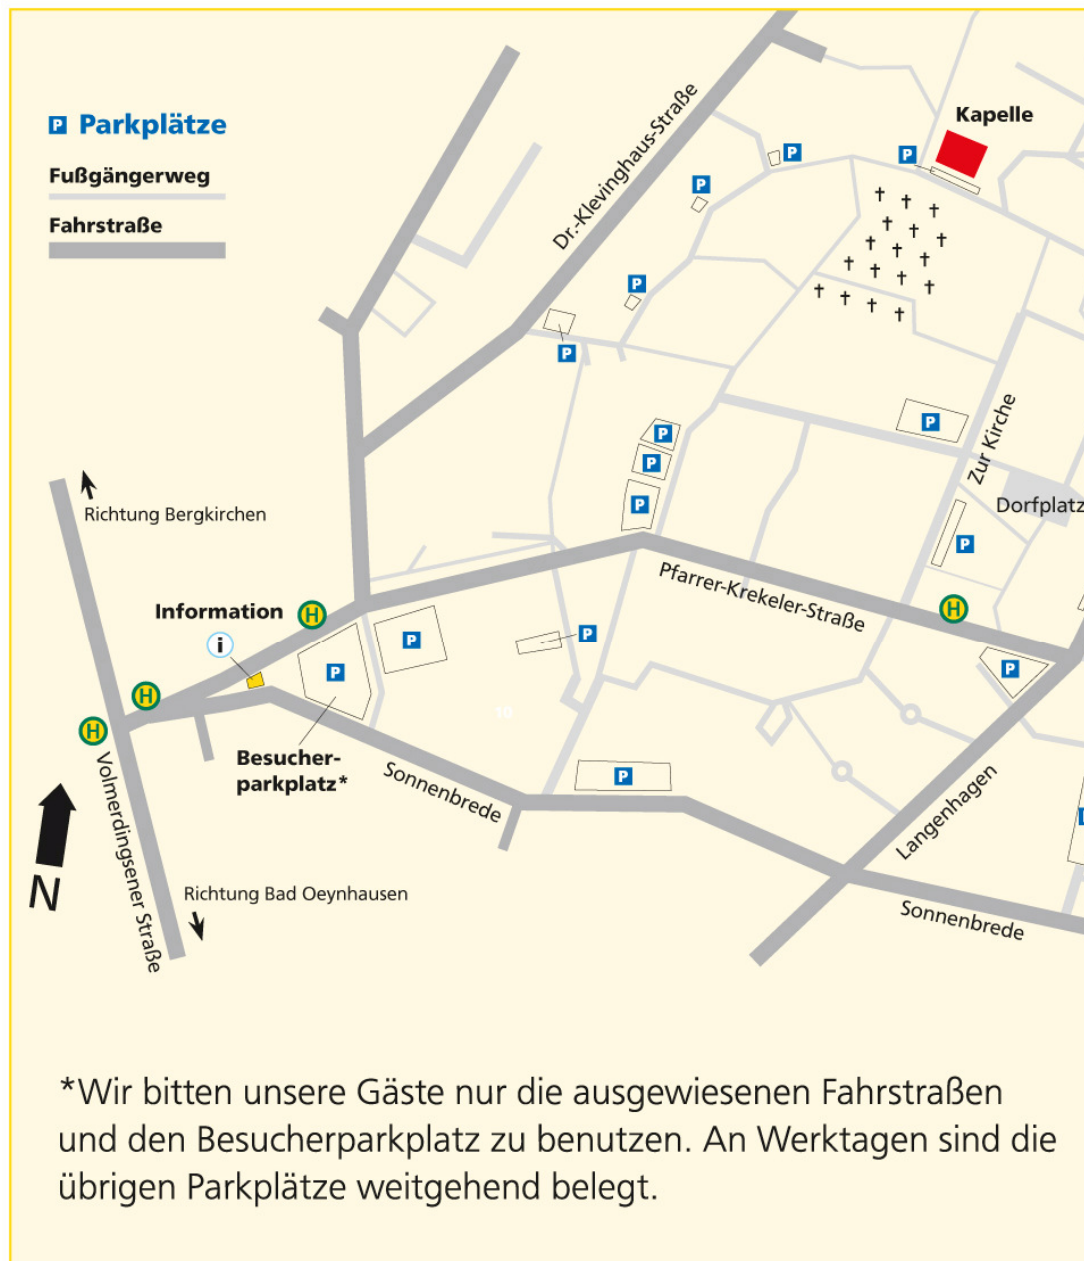 P Parkplätze
Fußgängerweg
Fahrstraße
Kapelle
P
P
P
Dr.-Klevinghaus-Straße
P
P
P
P
Zur Kirche
P
P
Richtung Bergkirchen
Dorfplatz
P
Pfarrer-Krekeler-Straße
Information
H
H
i
P
P
P
P
H
10
H
Besucher-
parkplatz*
Volmerdingsener Straße
Sonnenbrede
P
Langenhagen
N
Richtung Bad Oeynhausen
Sonnenbrede
*Wir bitten unsere Gäste nur die ausgewiesenen Fahrstraßen
und den Besucherparkplatz zu benutzen. An Werktagen sind die
übrigen Parkplätze weitgehend belegt.